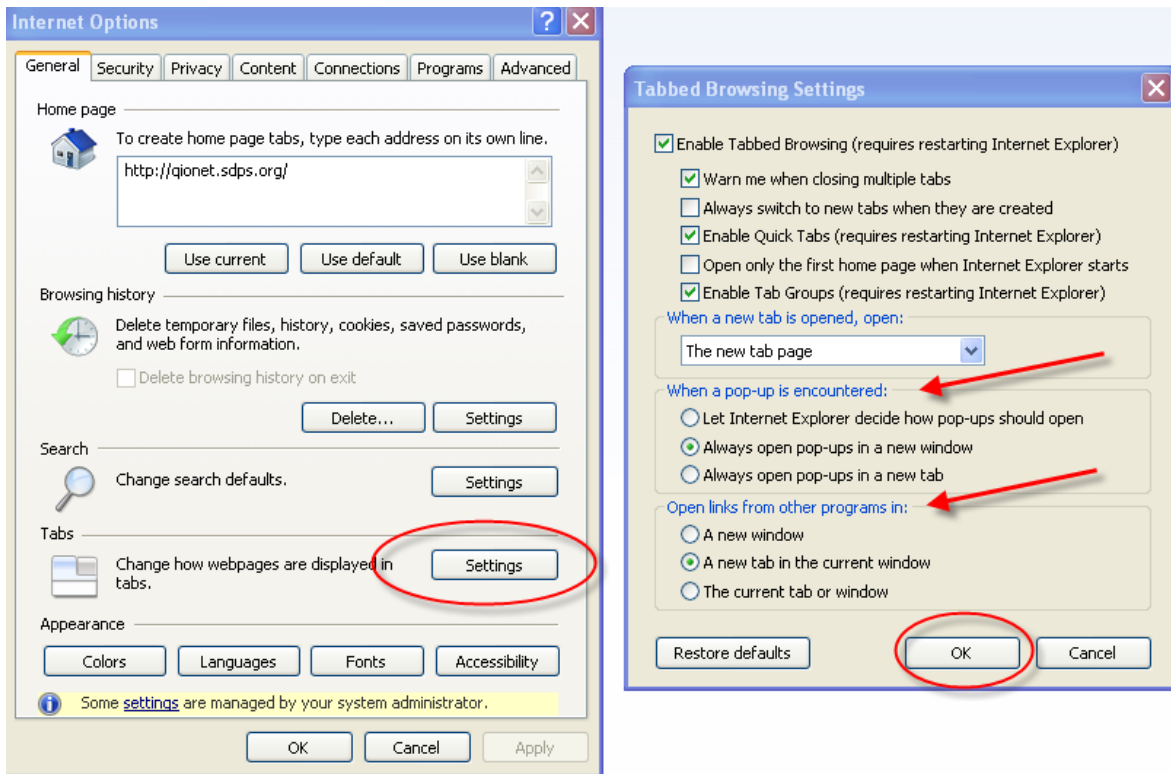 Internet Options
General Security Privacy Content Connections Programs Advanced
Home page
To create home page tabs, type each address on its own line.
http://qionet.sdps.org/
Use current Use default Use blank
Browsing history
Delete temporary files, history, cookies, saved passwords,
and web form information.
Delete browsing history on exit
Delete... Settings
Search
Change search defaults.
Settings
Tabs
Change how webpages are displayed in
tabs.
Settings
Appearance
Colors Languages Fonts Accessibility
Some settings are managed by your system administrator.
OK Cancel Apply
Tabbed Browsing Settings
Enable Tabbed Browsing (requires restarting Internet Explorer)
Warn me when closing multiple tabs
Always switch to new tabs when they are created
Enable Quick Tabs (requires restarting Internet Explorer)
Open only the first home page when Internet Explorer starts
Enable Tab Groups (requires restarting Internet Explorer)
When a new tab is opened, open:
The new tab page
When a pop-up is encountered:
Let Internet Explorer decide how pop-ups should open
Always open pop-ups in a new window
Always open pop-ups in a new tab
Open links from other programs in:
A new window
A new tab in the current window
The current tab or window
Restore defaults OK Cancel